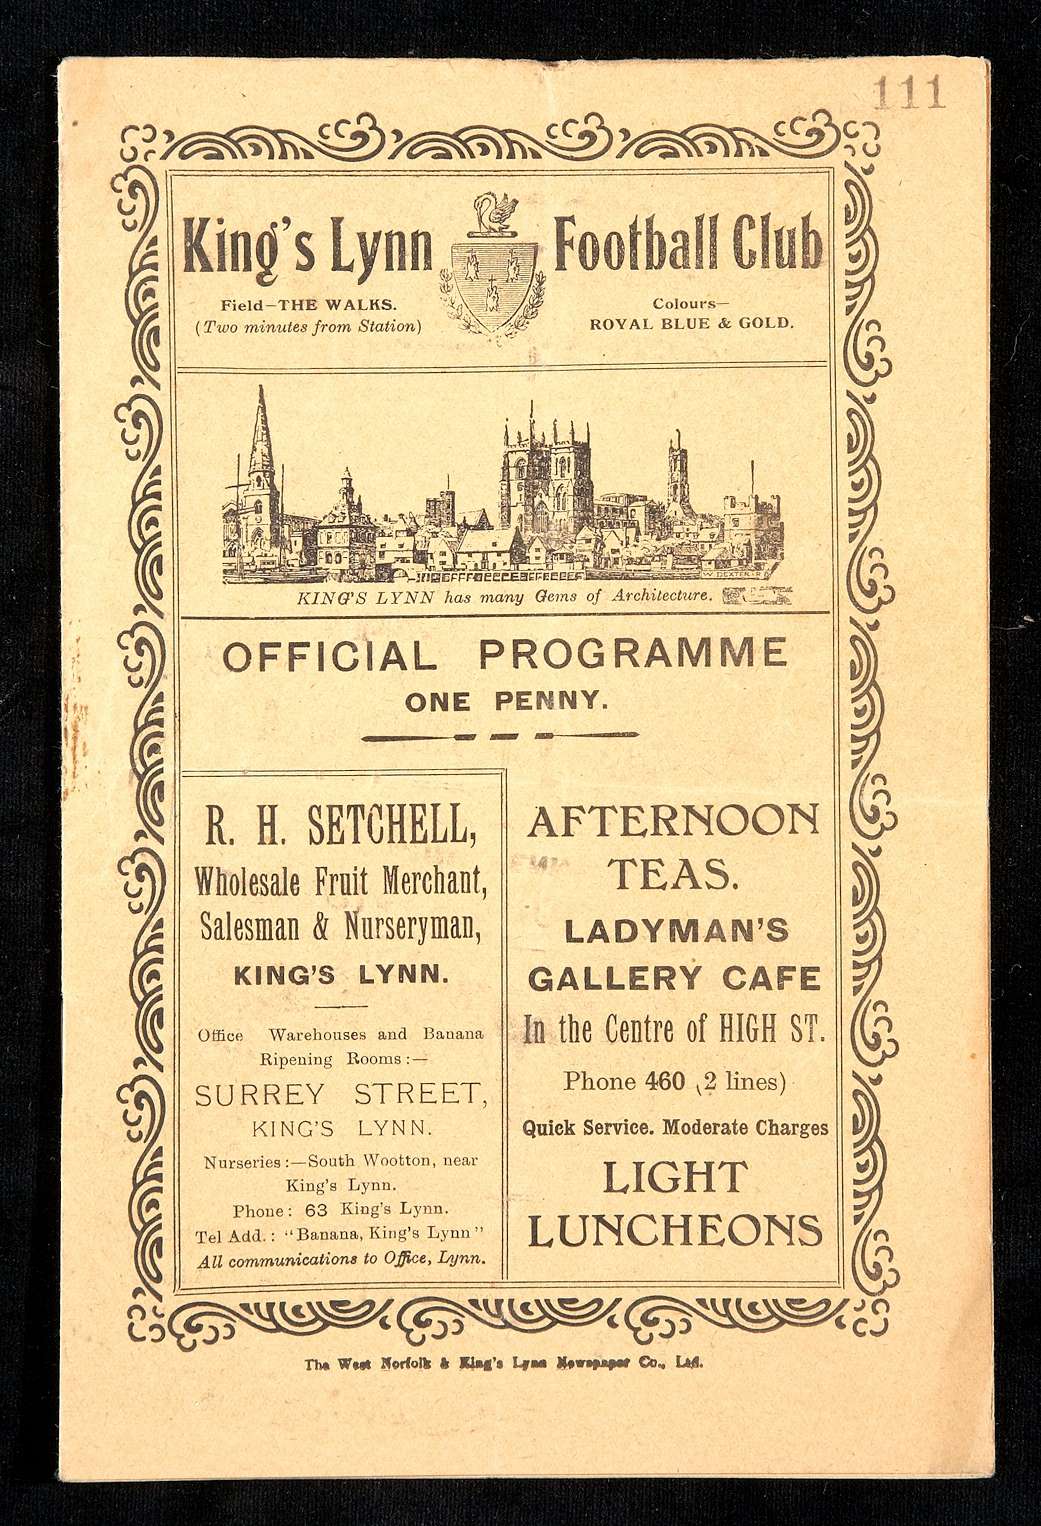 111
King's Lynn Football Club
Field—THE WALKS.
(Two minutes from Station)
Colours—
ROYAL BLUE & GOLD.
W DEXTER. R
KING'S LYNN has many Gems of Architecture.
OFFICIAL PROGRAMME
ONE PENNY.
R. H. SETCHELL,
Wholesale Fruit Merchant,
Salesman & Nurseryman,
KING'S LYNN.
Office Warehouses and Banana
Ripening Rooms:—
SURREY STREET,
KING'S LYNN.
Nurseries:—South Wootton, near
King's Lynn.
Phone: 63 King's Lynn.
Tel Add.: "Banana, King's Lynn"
All communications to Office, Lynn.
AFTERNOON
TEAS.
LADYMAN'S
GALLERY CAFE
In the Centre of HIGH ST.
Phone 460 (2 lines)
Quick Service. Moderate Charges
LIGHT
LUNCHEONS
The West Norfolk & King's Lynn Newspaper Co., Ltd.